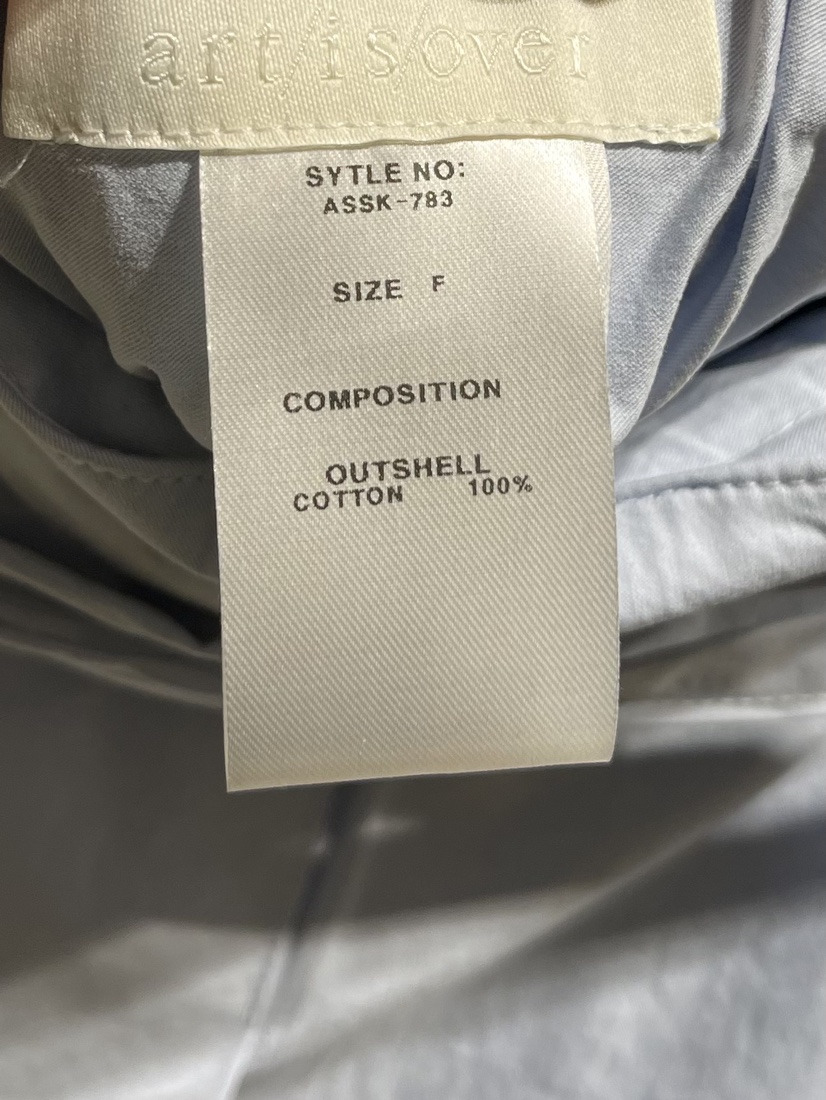 art/is/over
SYTLE NO:
ASSK-783
SIZE F
COMPOSITION
OUTSHELL
COTTON 100%